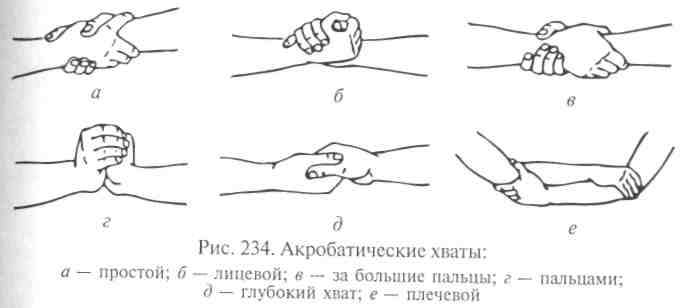 а б в
г д е
Рис. 234. Акробатические хваты:
а — простой; б — лицевой; в — за большие пальцы; г — пальцами;
д — глубокий хват; е — плечевой